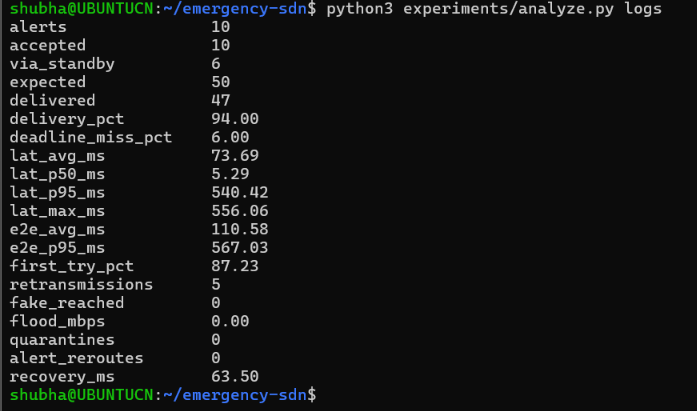 shubha@UBUNTUCN:~/emergency-sdn$ python3 experiments/analyze.py logs
alerts 10
accepted 10
via_standby 6
expected 50
delivered 47
delivery_pct 94.00
deadline_miss_pct 6.00
lat_avg_ms 73.69
lat_p50_ms 5.29
lat_p95_ms 540.42
lat_max_ms 556.06
e2e_avg_ms 110.58
e2e_p95_ms 567.03
first_try_pct 87.23
retransmissions 5
fake_reached 0
flood_mbps 0.00
quarantines 0
alert_reroutes 0
recovery_ms 63.50
shubha@UBUNTUCN:~/emergency-sdn$